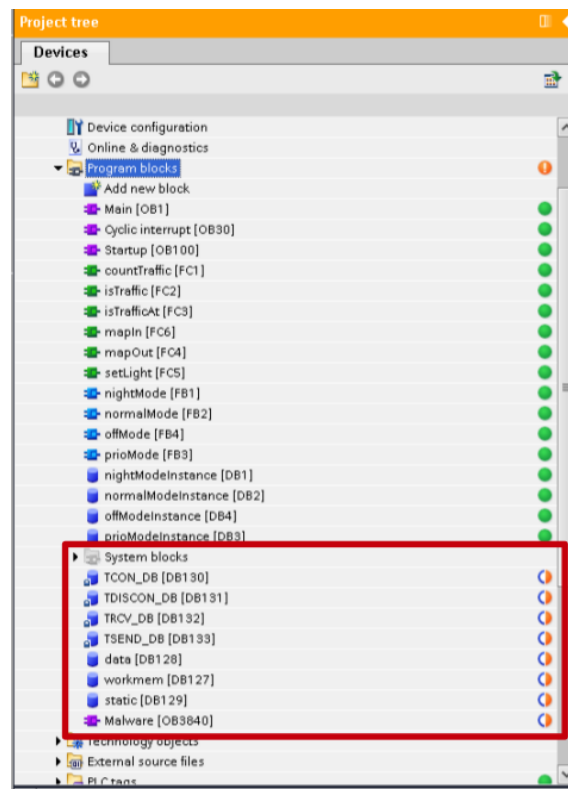 Project tree
Devices
Device configuration
Online & diagnostics
Program blocks
Add new block
Main [OB1]
Cyclic interrupt [OB30]
Startup [OB100]
countTraffic [FC1]
isTraffic [FC2]
isTrafficAt [FC3]
mapIn [FC6]
mapOut [FC4]
setLight [FC5]
nightMode [FB1]
normalMode [FB2]
offMode [FB4]
prioMode [FB3]
nightModeInstance [DB1]
normalModeInstance [DB2]
offModeInstance [DB4]
prioModeInstance [DB3]
System blocks
TCON_DB [DB130]
TDISCON_DB [DB131]
TRCV_DB [DB132]
TSEND_DB [DB133]
data [DB128]
workmem [DB127]
static [DB129]
Malware [OB3840]
Technology objects
External source files
PLC tags